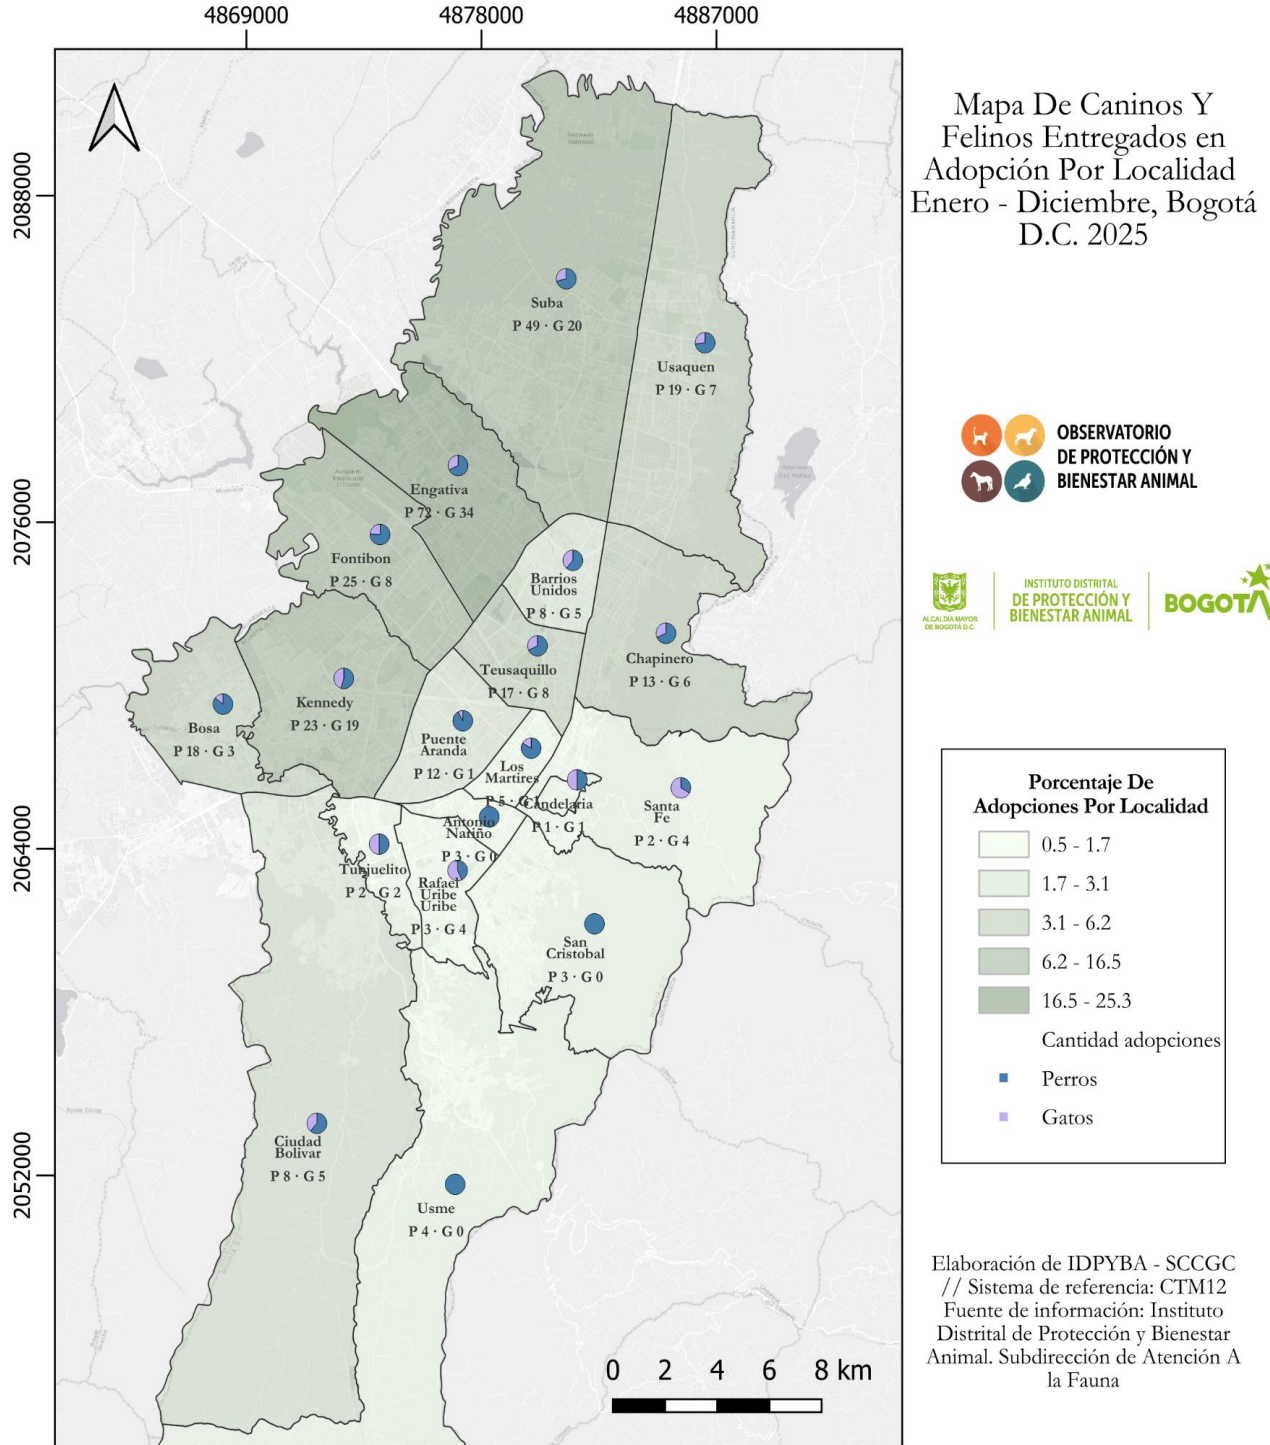 4869000
4878000
4887000
2088000
2076000
2064000
2052000
Mapa De Caninos Y
Felinos Entregados en
Adopción Por Localidad
Enero - Diciembre, Bogotá
D.C. 2025
Suba
P 49 · G 20
Usaquen
P 19 · G 7
Engativa
P 72 · G 34
Fontibon
P 25 · G 8
Barrios
Unidos
P 8 · G 5
Chapinero
P 13 · G 6
Teusaquillo
P 17 · G 8
Kennedy
P 23 · G 19
Bosa
P 18 · G 3
Puente
Aranda
P 12 · G 1
Los
Martires
P 5 · G
Candelaria
P 1 · G 1
Santa
Fe
P 2 · G 4
Antonio
Nariño
P 3 · G 0
Tunjuelito
P 2 · G 2
Rafael
Uribe
Uribe
P 3 · G 4
San
Cristobal
P 3 · G 0
Ciudad
Bolivar
P 8 · G 5
Usme
P 4 · G 0
0 2 4 6 8 km
OBSERVATORIO
DE PROTECCIÓN Y
BIENESTAR ANIMAL
ALCALDÍA MAYOR
DE BOGOTÁ D.C.
INSTITUTO DISTRITAL
DE PROTECCIÓN Y
BIENESTAR ANIMAL
BOGOTÁ
Porcentaje De
Adopciones Por Localidad
0.5 - 1.7
1.7 - 3.1
3.1 - 6.2
6.2 - 16.5
16.5 - 25.3
Cantidad adopciones
Perros
Gatos
Elaboración de IDPYBA - SCCGC
// Sistema de referencia: CTM12
Fuente de información: Instituto
Distrital de Protección y Bienestar
Animal. Subdirección de Atención A
la Fauna